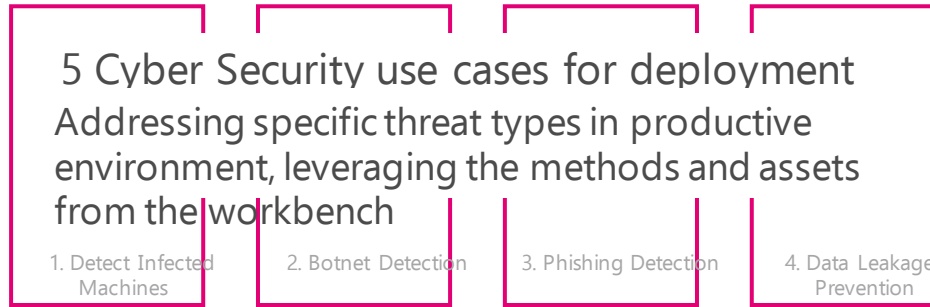 5 Cyber Security use cases for deployment
Addressing specific threat types in productive
environment, leveraging the methods and assets
from the workbench
1. Detect Infected
Machines
2. Botnet Detection
3. Phishing Detection
4. Data Leakage
Prevention